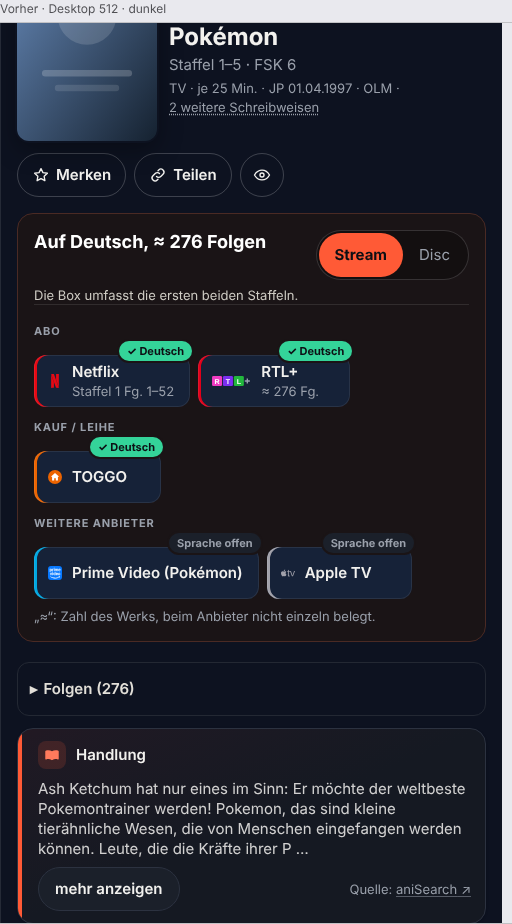 Vorher · Desktop 512 · dunkel
Pokémon
Staffel 1–5 · FSK 6
TV · je 25 Min. · JP 01.04.1997 · OLM ·
2 weitere Schreibweisen
Merken
Teilen
Auf Deutsch, ≈ 276 Folgen
Stream
Disc
Die Box umfasst die ersten beiden Staffeln.
ABO
✓ Deutsch
Netflix
Staffel 1 Fg. 1–52
✓ Deutsch
RTL+
RTL+
≈ 276 Fg.
KAUF / LEIHE
✓ Deutsch
TOGGO
WEITERE ANBIETER
Sprache offen
prime video
Prime Video (Pokémon)
Sprache offen
tv
Apple TV
„≈“: Zahl des Werks, beim Anbieter nicht einzeln belegt.
▸ Folgen (276)
Handlung
Ash Ketchum hat nur eines im Sinn: Er möchte der weltbeste
Pokemontrainer werden! Pokemon, das sind kleine
tierähnliche Wesen, die von Menschen eingefangen werden
können. Leute, die die Kräfte ihrer P ...
mehr anzeigen
Quelle: aniSearch ↗